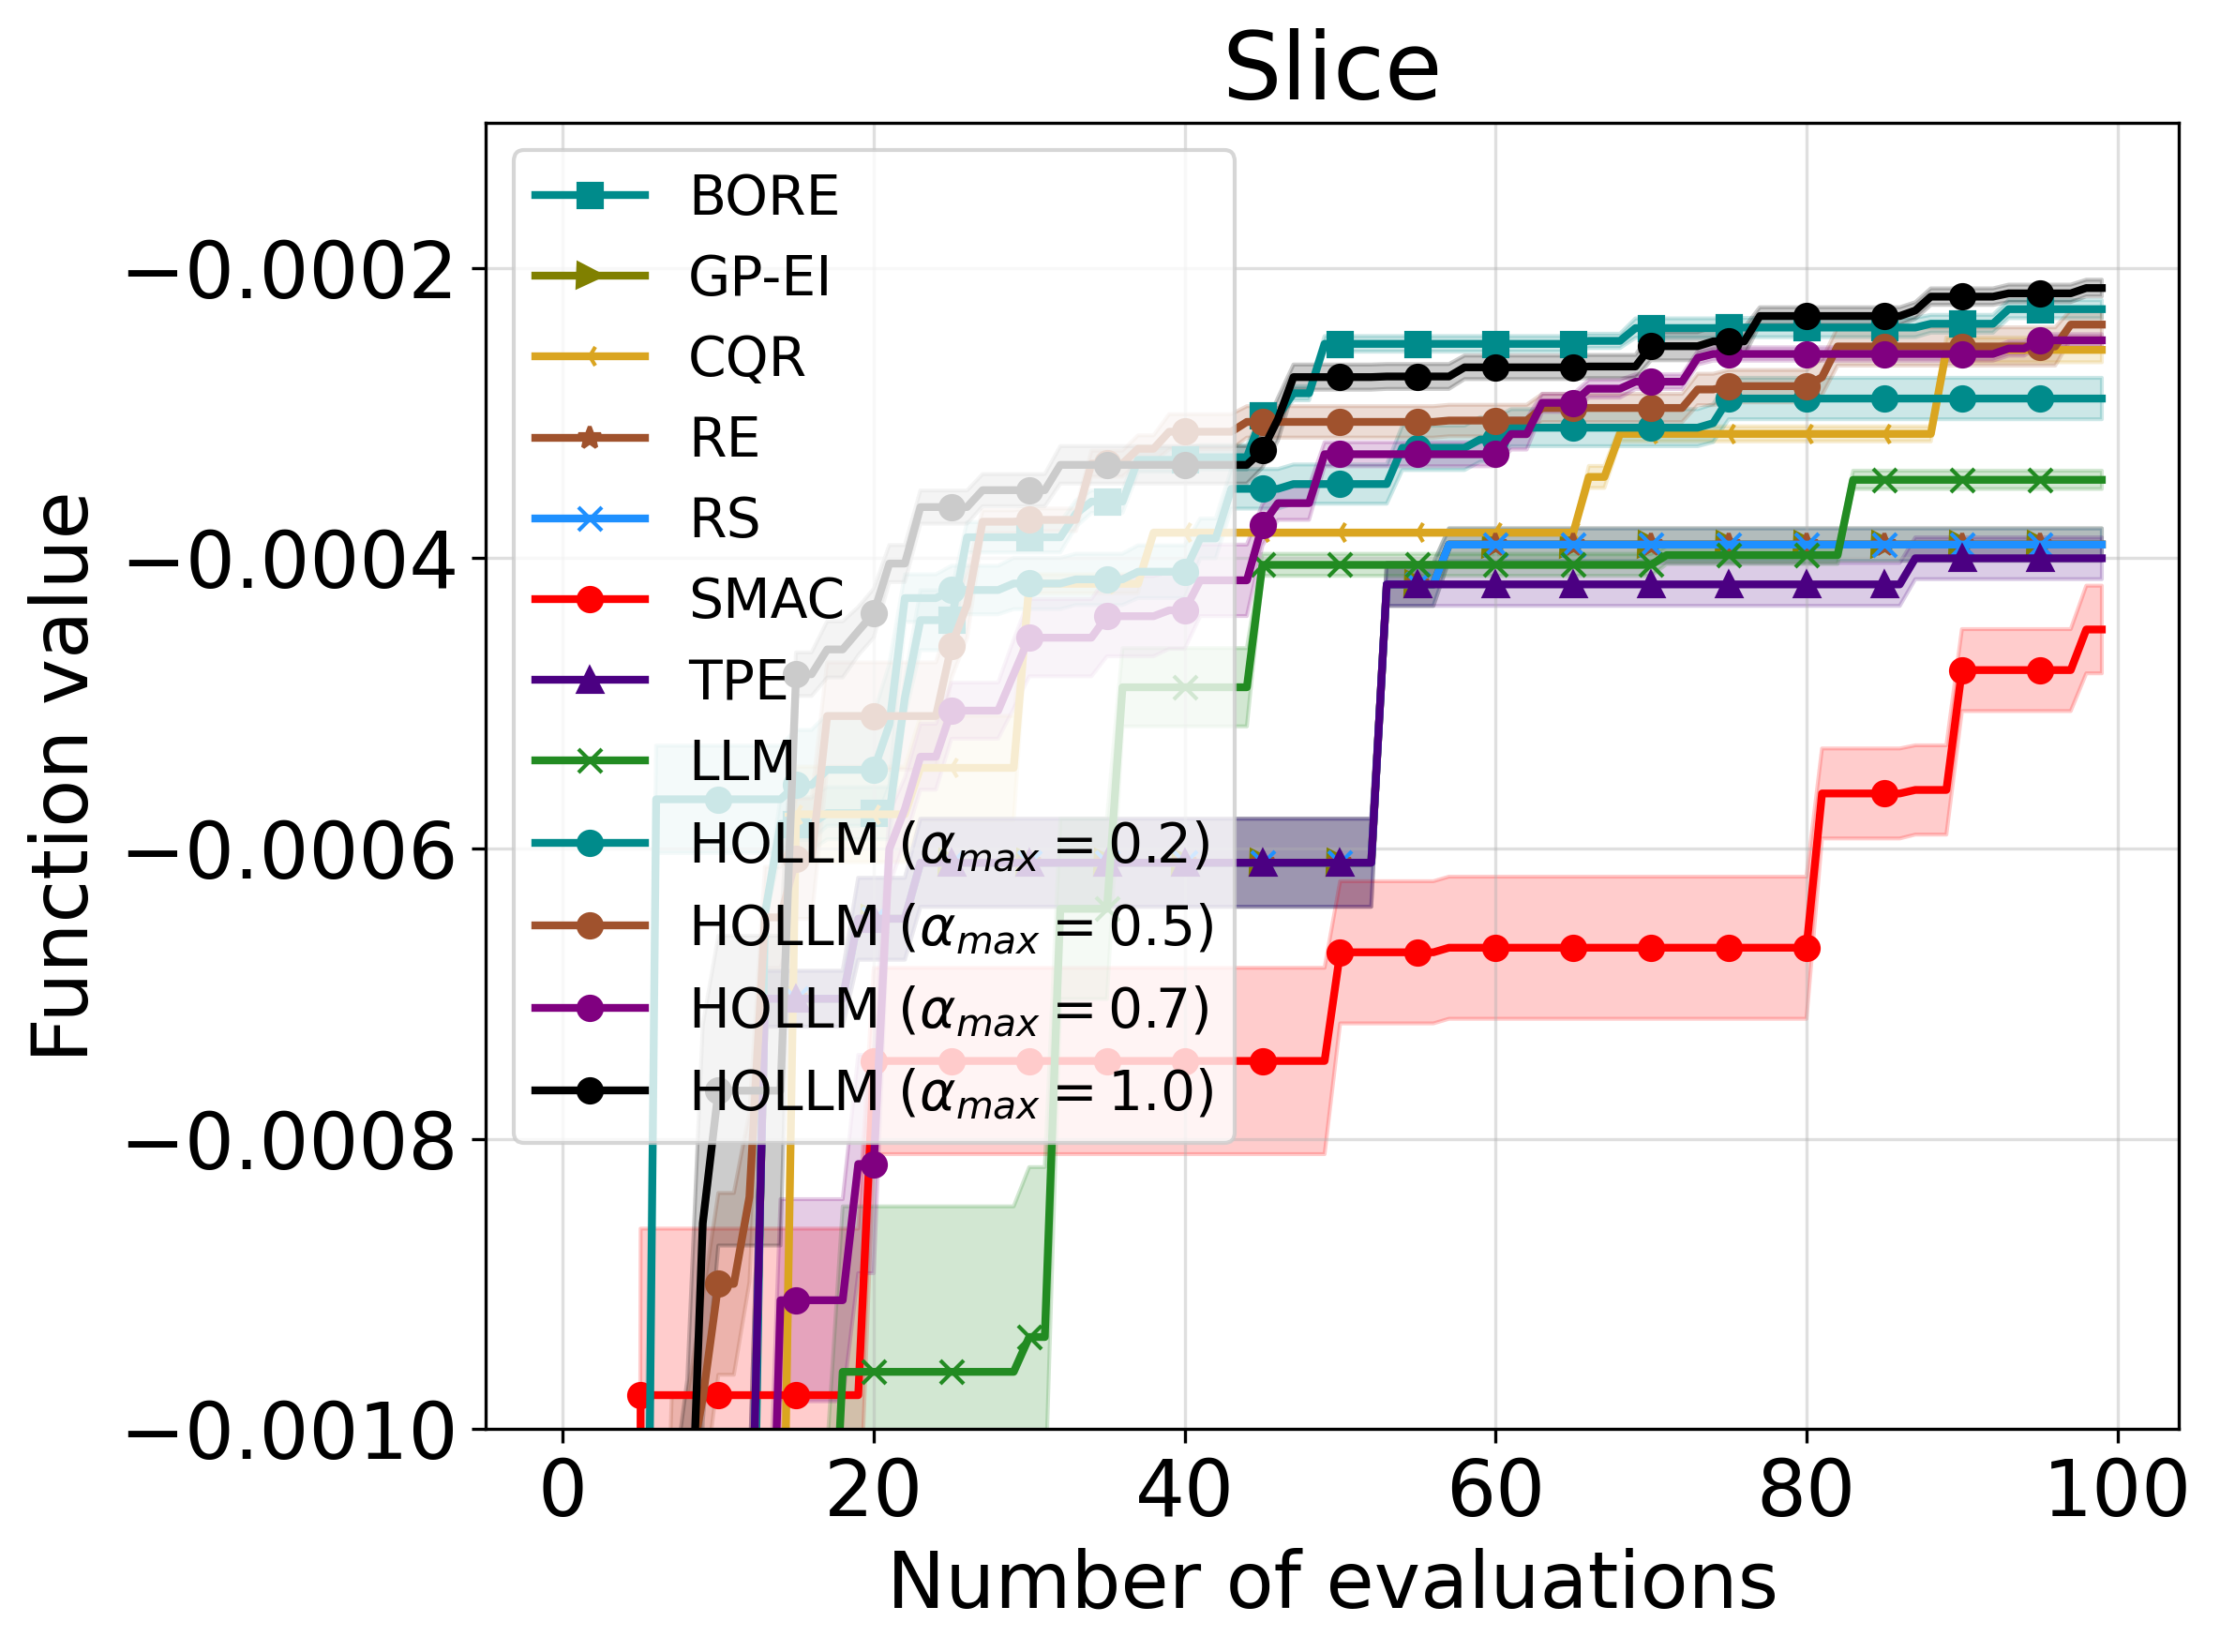 Slice
Function value
−0.0002
−0.0004
−0.0006
−0.0008
−0.0010
BORE
GP-EI
CQR
RE
RS
SMAC
TPE
LLM
HOLLM (α_max = 0.2)
HOLLM (α_max = 0.5)
HOLLM (α_max = 0.7)
HOLLM (α_max = 1.0)
0 20 40 60 80 100
Number of evaluations